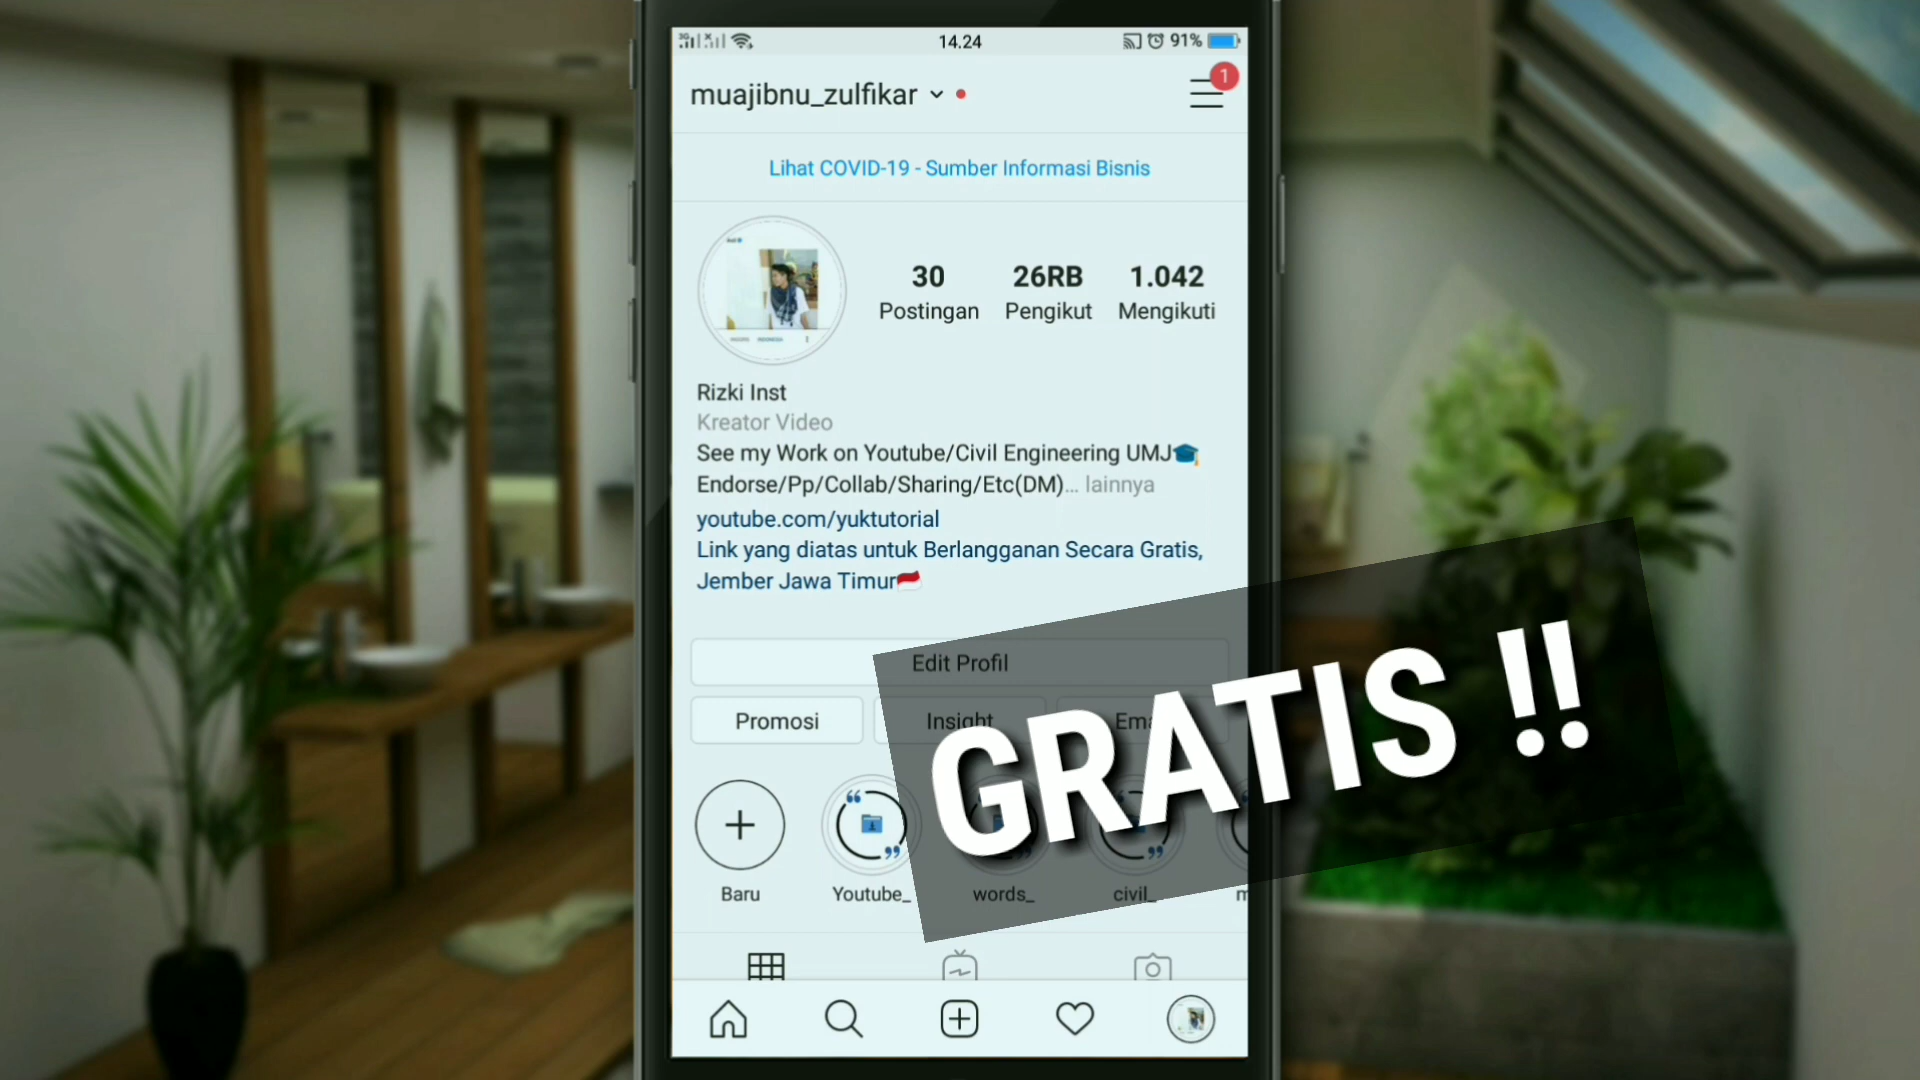 14.24
91%
muajibnu_zulfikar
1
Lihat COVID-19 - Sumber Informasi Bisnis
30
26RB
1.042
Postingan
Pengikut
Mengikuti
Rizki Inst
Kreator Video
See my Work on Youtube/Civil Engineering UMJ🎓
Endorse/Pp/Collab/Sharing/Etc(DM)... lainnya
youtube.com/yuktutorial
Link yang diatas untuk Berlangganan Secara Gratis,
Jember Jawa Timur🇮🇩
Edit Profil
Promosi
Insight
GRATIS !!
Baru
Youtube_
words_
civil_